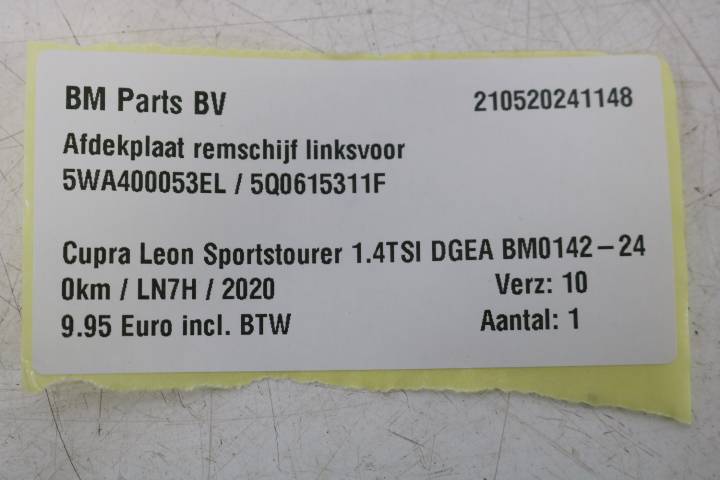 BM Parts BV 210520241148
Afdekplaat remschijf linksvoor
5WA400053EL / 5Q0615311F
Cupra Leon Sportstourer 1.4TSI DGEA BM0142-24
0km / LN7H / 2020 Verz: 10
9.95 Euro incl. BTW Aantal: 1